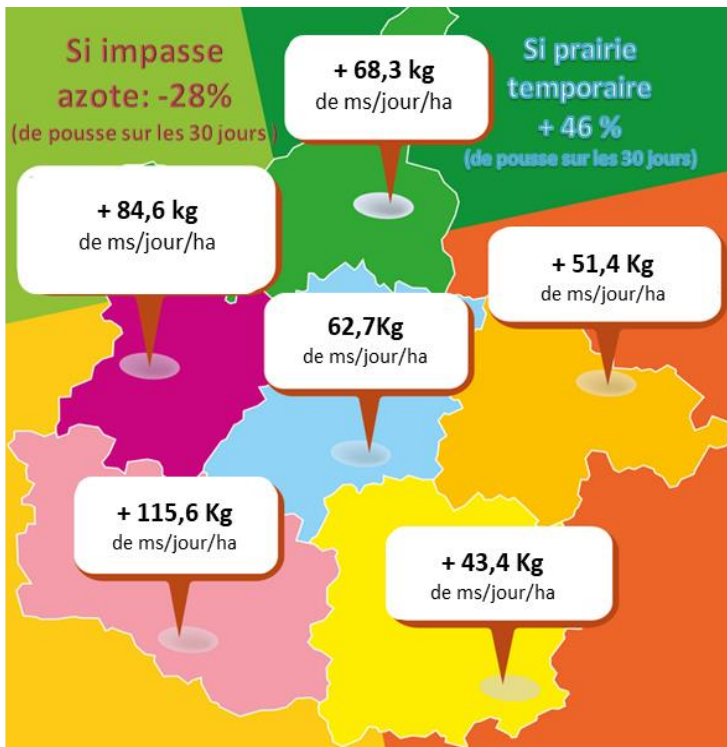 Si impasse
azote: -28%
(de pousse sur les 30 jours)
+ 68,3 kg
de ms/jour/ha
Si prairie
temporaire
+ 46 %
(de pousse sur les 30 jours)
+ 84,6 kg
de ms/jour/ha
+ 51,4 Kg
de ms/jour/ha
62,7Kg
de ms/jour/ha
+ 115,6 Kg
de ms/jour/ha
+ 43,4 Kg
de ms/jour/ha